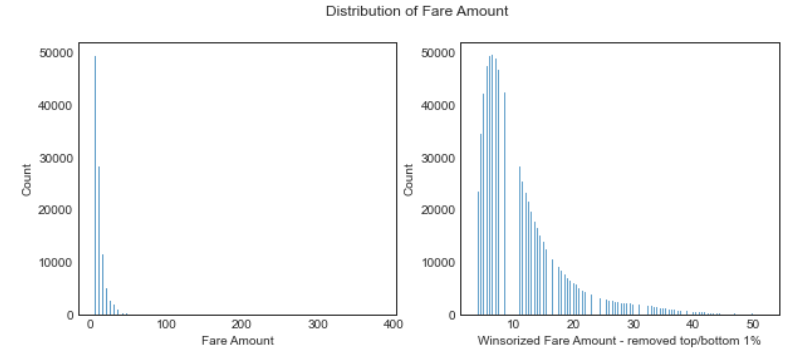 Distribution of Fare Amount
Count
50000
40000
30000
20000
10000
0
0 100 200 300 400
Fare Amount
Count
50000
40000
30000
20000
10000
0
10 20 30 40 50
Winsorized Fare Amount - removed top/bottom 1%